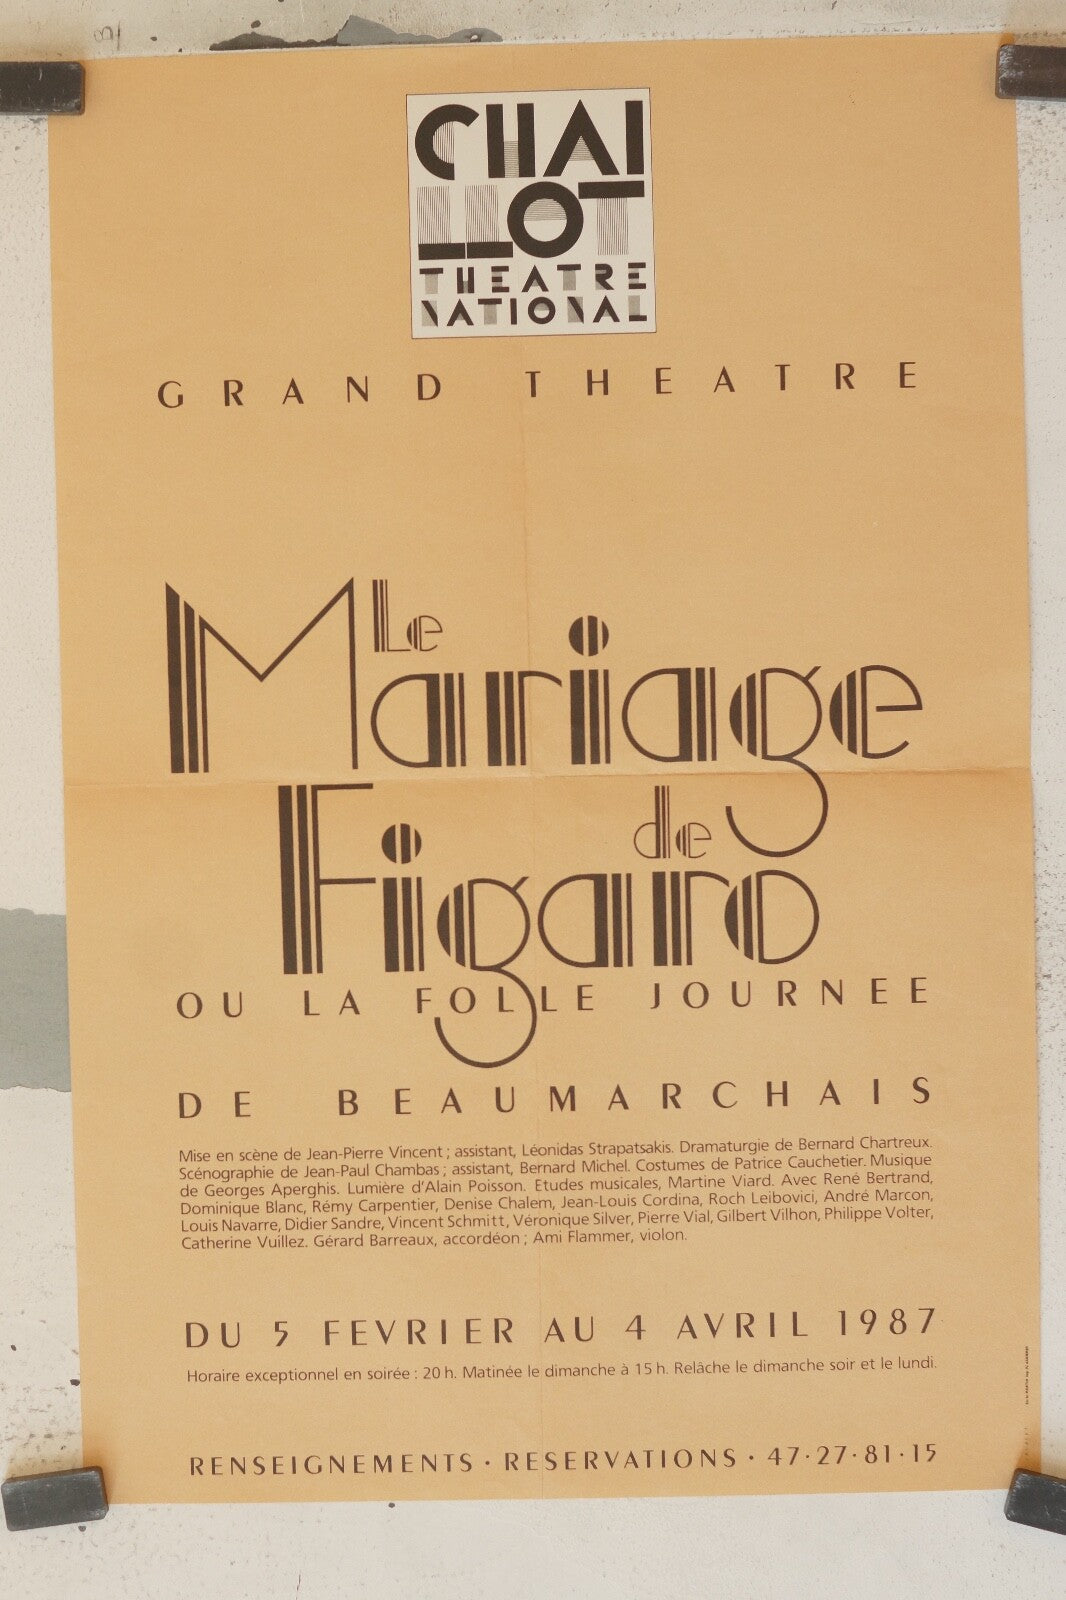 CHAI
LLOT
THEATRE
NATIONAL
GRAND THEATRE
Le
Mariage
de
Figaro
OU LA FOLLE JOURNEE
DE BEAUMARCHAIS
Mise en scène de Jean-Pierre Vincent ; assistant, Léonidas Strapatsakis. Dramaturgie de Bernard Chartreux.
Scénographie de Jean-Paul Chambas ; assistant, Bernard Michel. Costumes de Patrice Cauchetier. Musique
de Georges Aperghis. Lumière d'Alain Poisson. Etudes musicales, Martine Viard. Avec René Bertrand,
Dominique Blanc, Rémy Carpentier, Denise Chalem, Jean-Louis Cordina, Roch Leibovici, André Marcon,
Louis Navarre, Didier Sandre, Vincent Schmitt, Véronique Silver, Pierre Vial, Gilbert Vilhon, Philippe Volter,
Catherine Vuillez. Gérard Barreaux, accordéon ; Ami Flammer, violon.
DU 5 FEVRIER AU 4 AVRIL 1987
Horaire exceptionnel en soirée : 20 h. Matinée le dimanche à 15 h. Relâche le dimanche soir et le lundi.
RENSEIGNEMENTS · RESERVATIONS · 47·27·81·15